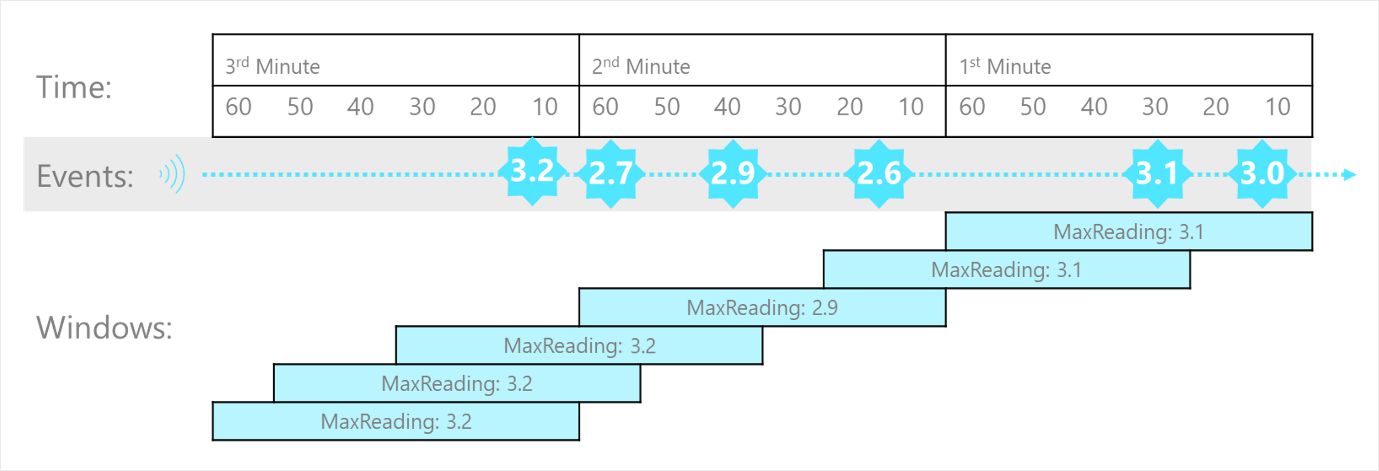 Time:
3rd Minute 2nd Minute 1st Minute
60 50 40 30 20 10 60 50 40 30 20 10 60 50 40 30 20 10
Events: 3.2 2.7 2.9 2.6 3.1 3.0
MaxReading: 3.1
MaxReading: 3.1
MaxReading: 2.9
Windows:
MaxReading: 3.2
MaxReading: 3.2
MaxReading: 3.2